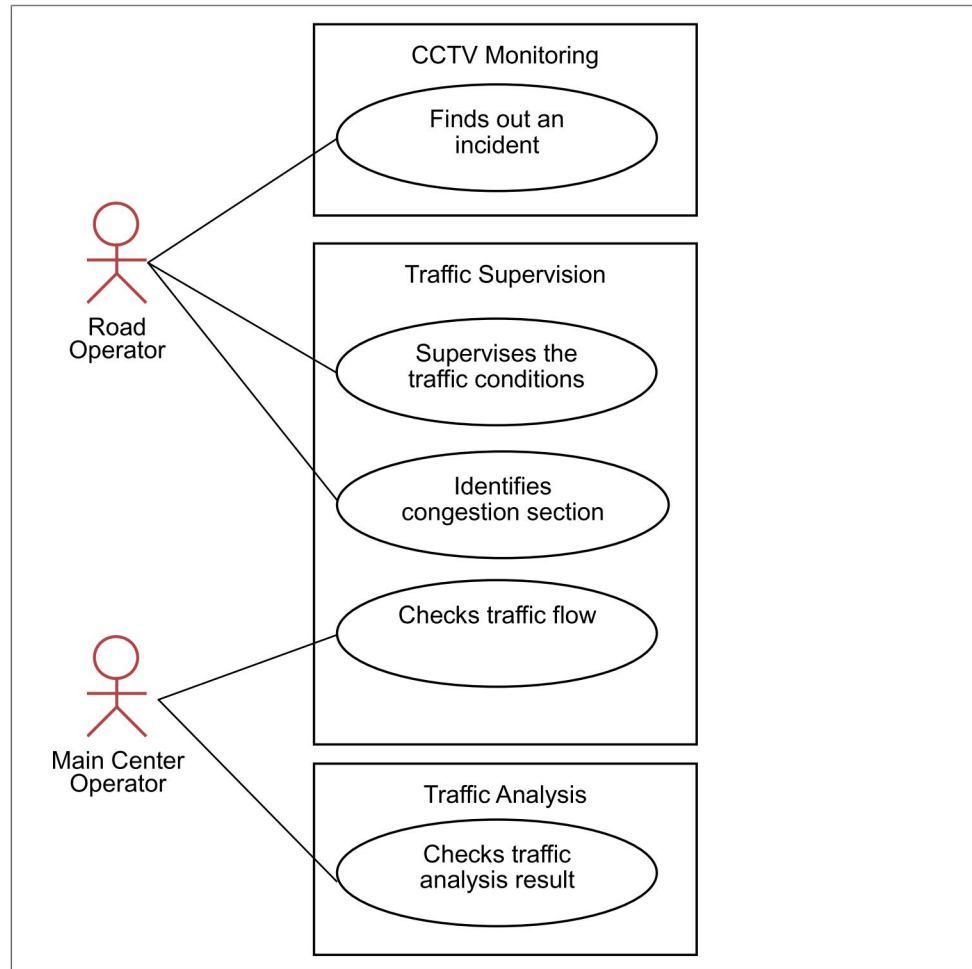 CCTV Monitoring
Finds out an
incident
Road
Operator
Traffic Supervision
Supervises the
traffic conditions
Identifies
congestion section
Checks traffic flow
Main Center
Operator
Traffic Analysis
Checks traffic
analysis result